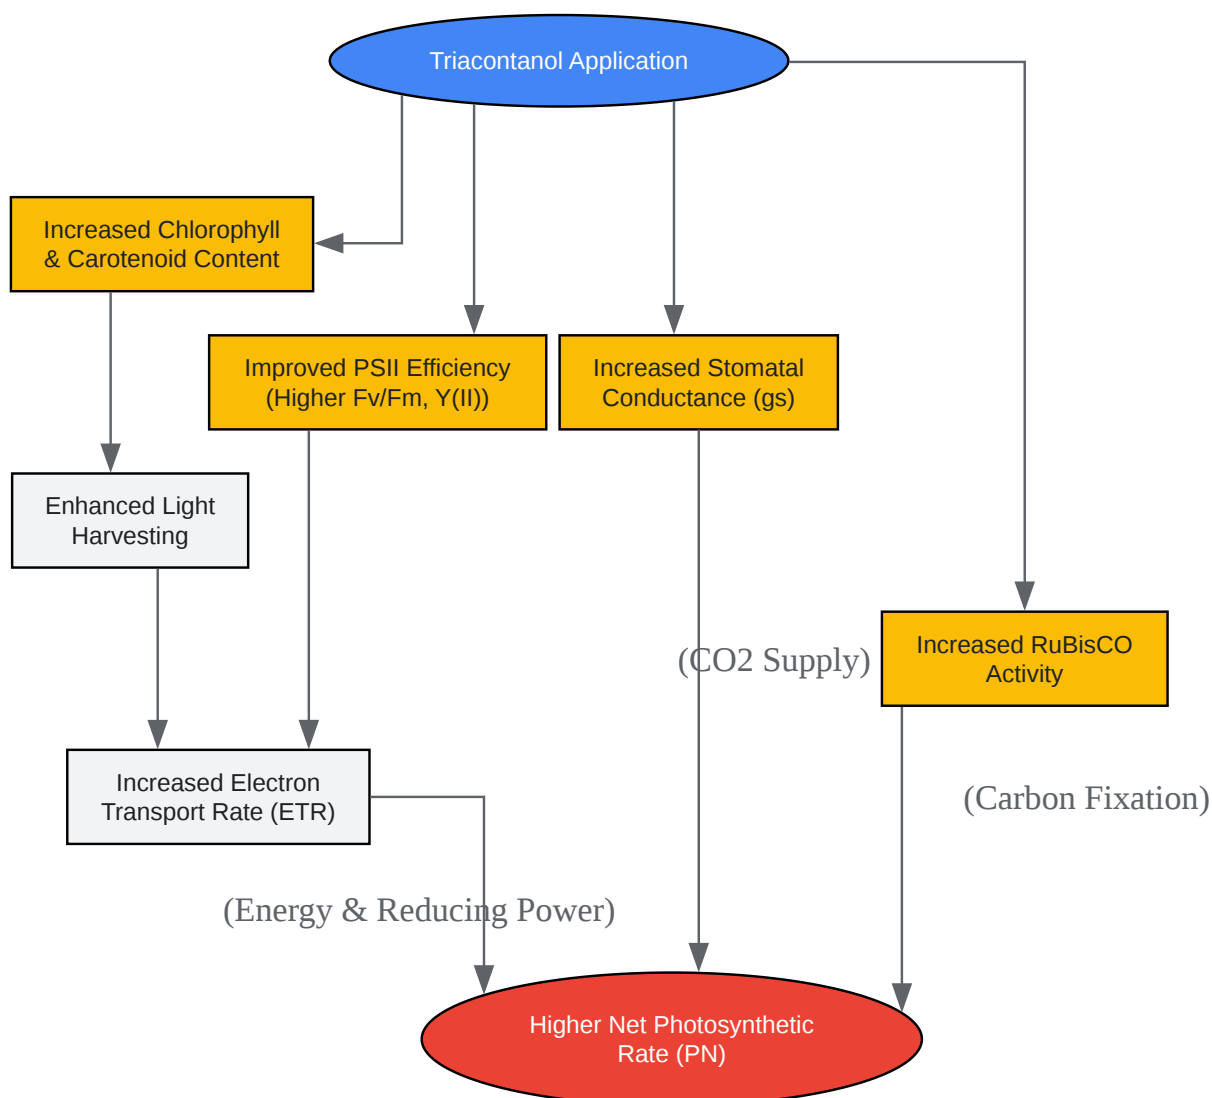 Triacontanol Application
Increased Chlorophyll
& Carotenoid Content
Improved PSII Efficiency
(Higher Fv/Fm, Y(II))
Increased Stomatal
Conductance (gs)
Enhanced Light
Harvesting
(CO2 Supply)
Increased RuBisCO
Activity
Increased Electron
Transport Rate (ETR)
(Carbon Fixation)
(Energy & Reducing Power)
Higher Net Photosynthetic
Rate (PN)